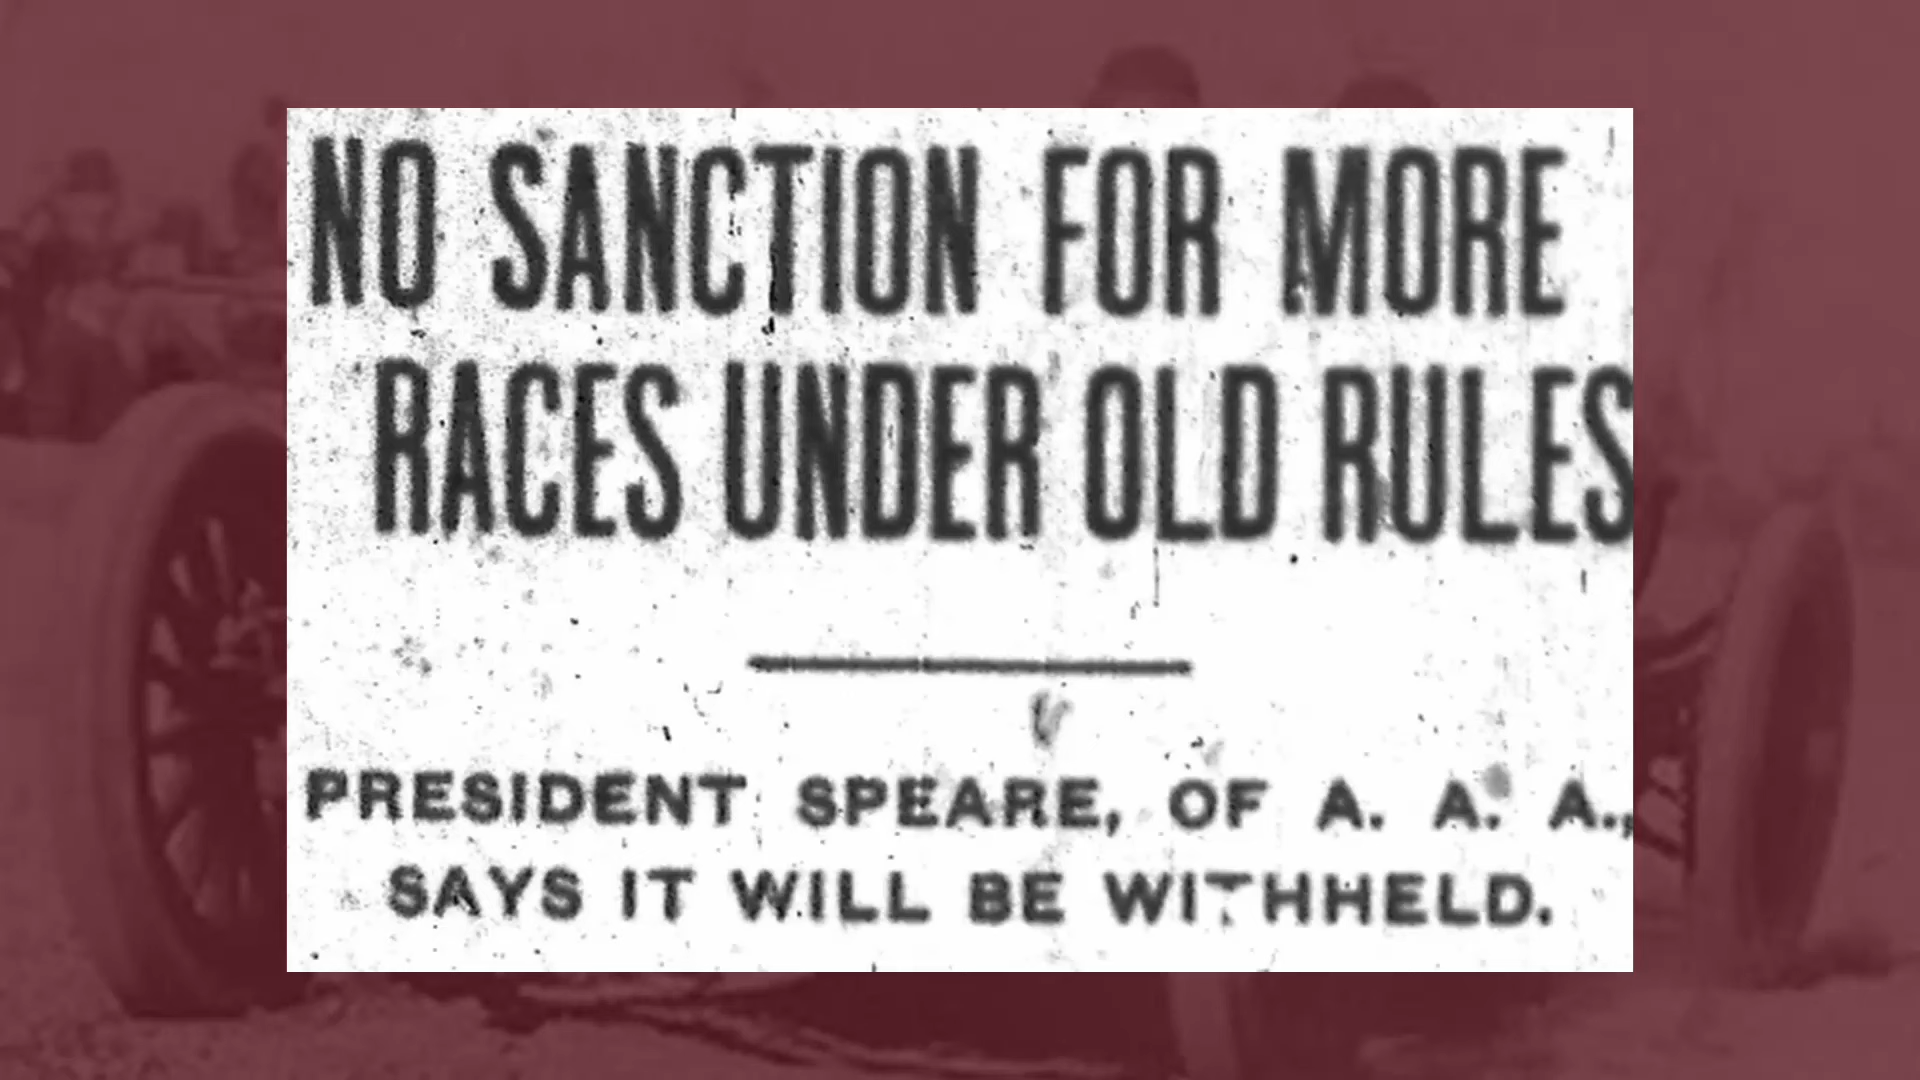 NO SANCTION FOR MORE
RACES UNDER OLD RULES
PRESIDENT SPEARE, OF A. A. A.,
SAYS IT WILL BE WITHHELD.